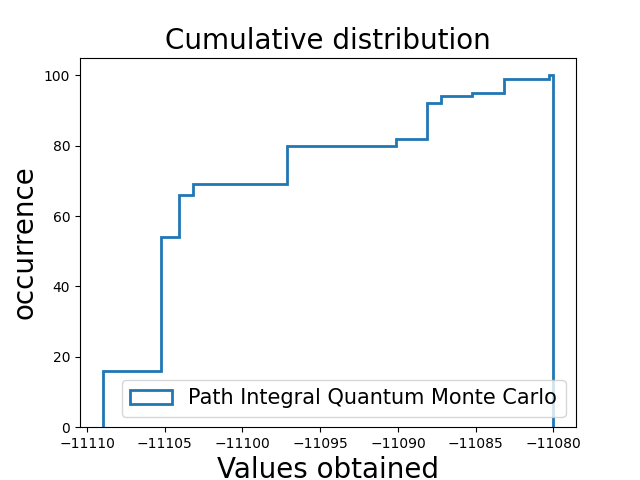 Cumulative distribution
100
80
60
40
20
0
occurrence
Path Integral Quantum Monte Carlo
−11110 −11105 −11100 −11095 −11090 −11085 −11080
Values obtained